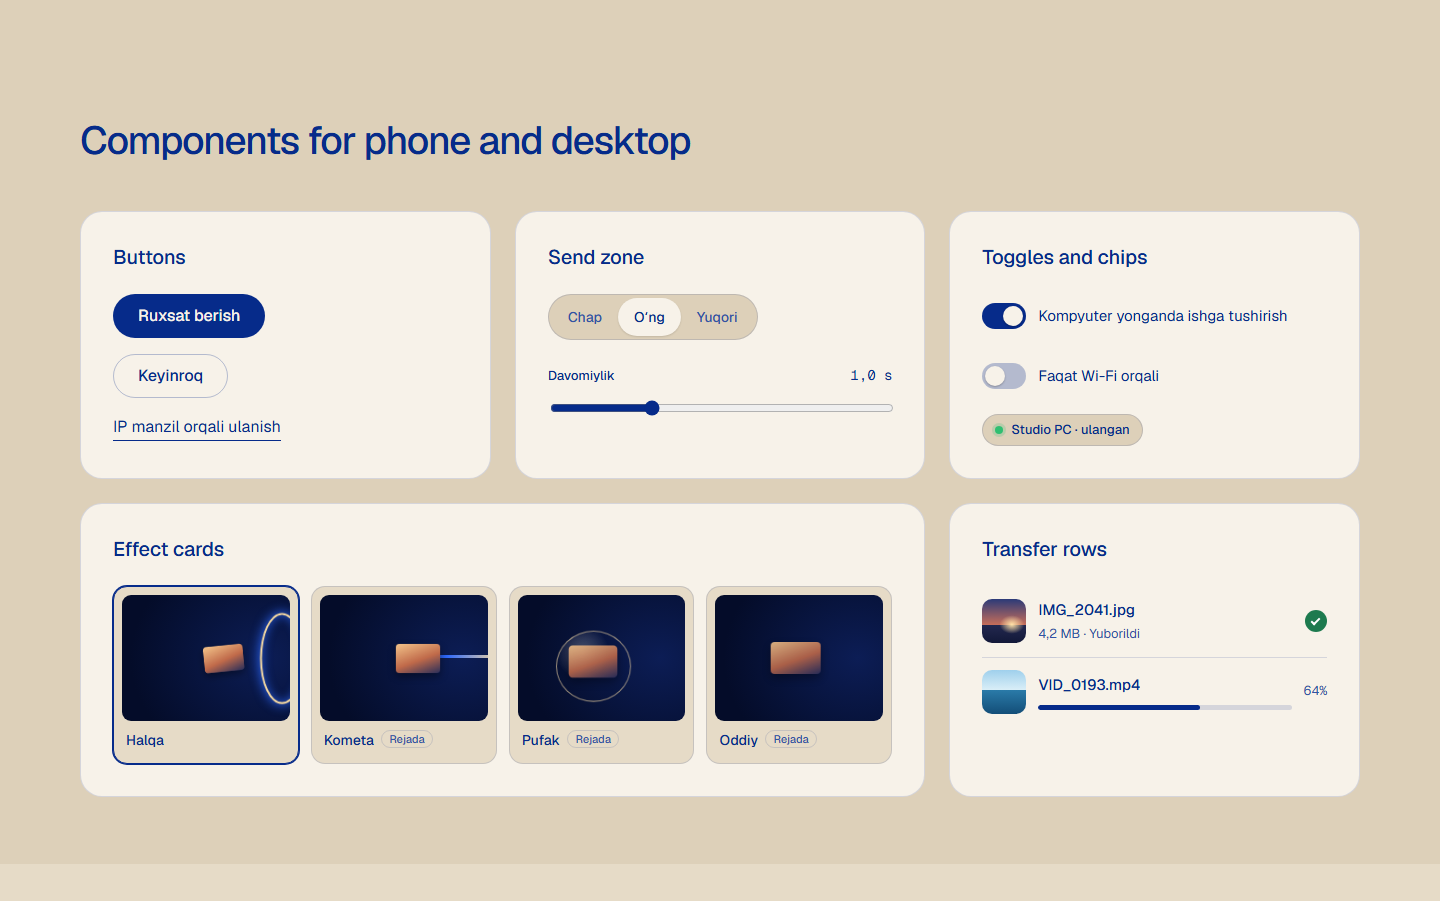 Components for phone and desktop
Buttons
Ruxsat berish
Keyinroq
IP manzil orqali ulanish
Send zone
Chap
Oʻng
Yuqori
Davomiylik
1,0 s
Toggles and chips
Kompyuter yonganda ishga tushirish
Faqat Wi-Fi orqali
Studio PC · ulangan
Effect cards
Halqa
Kometa
Rejada
Pufak
Rejada
Oddiy
Rejada
Transfer rows
IMG_2041.jpg
4,2 MB · Yuborildi
VID_0193.mp4
64%